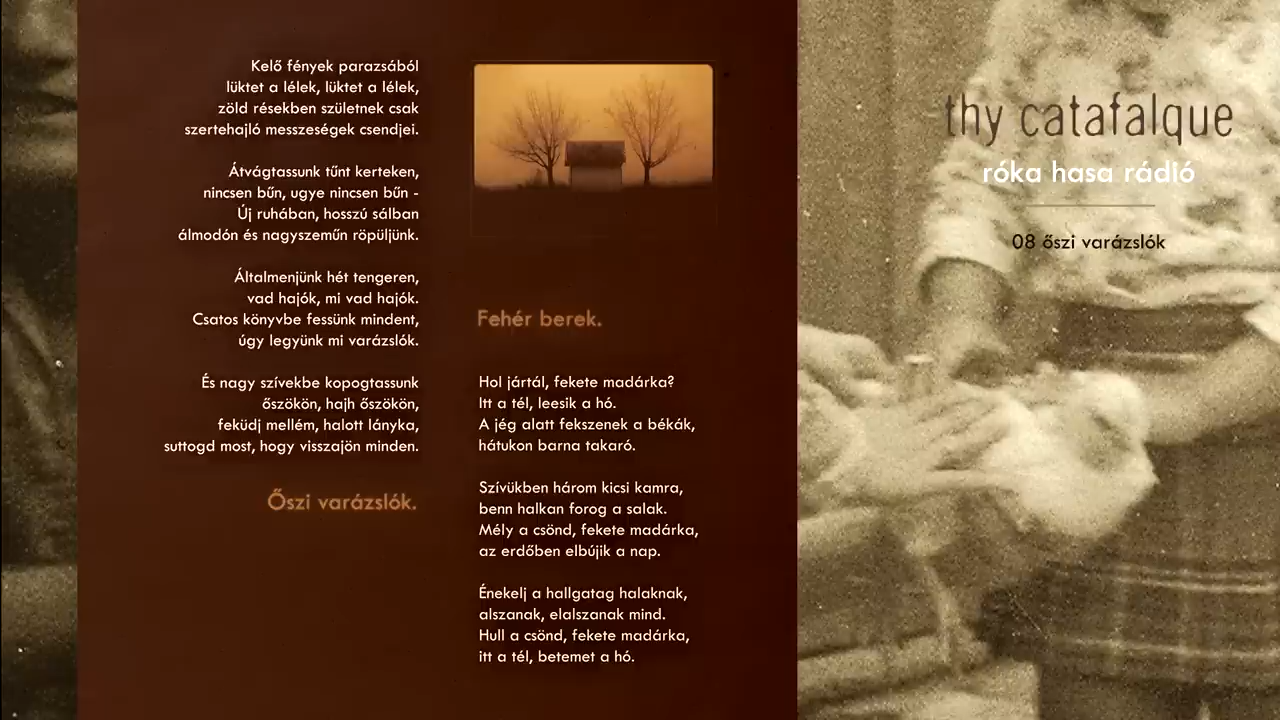 Kelő fények parazsából
lüktet a lélek, lüktet a lélek,
zöld résekben születnek csak
szertehajló messzeségek csendjei.
Átvágtassunk tűnt kerteken,
nincsen bűn, ugye nincsen bűn -
Új ruhában, hosszú sálban
álmodón és nagyszeműn röpüljünk.
Általmenjünk hét tengeren,
vad hajók, mi vad hajók.
Csatos könyvbe fessünk mindent,
úgy legyünk mi varázslók.
És nagy szívekbe kopogtassunk
őszökön, hajh őszökön,
feküdj mellém, halott lányka,
suttogd most, hogy visszajön minden.
Őszi varázslók.
Fehér berek.
Hol jártál, fekete madárka?
Itt a tél, leesik a hó.
A jég alatt fekszenek a békák,
hátukon barna takaró.
Szívükben három kicsi kamra,
benn halkan forog a salak.
Mély a csönd, fekete madárka,
az erdőben elbújik a nap.
Énekelj a hallgatag halaknak,
alszanak, elalszanak mind.
Hull a csönd, fekete madárka,
itt a tél, betemet a hó.
thy catafalque
róka hasa rádió
08 őszi varázslók